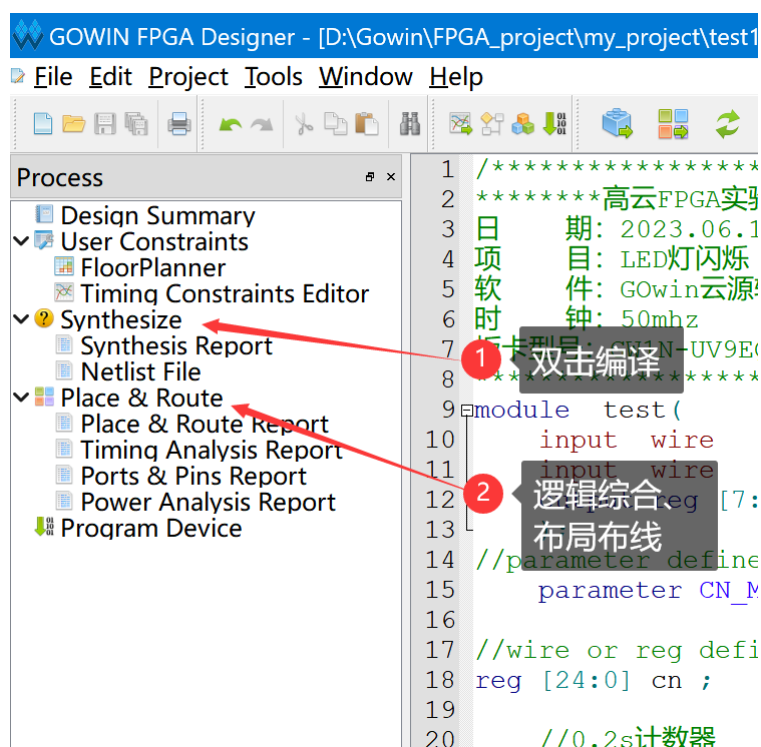 GOWIN FPGA Designer - [D:\Gowin\FPGA_project\my_project\test1
File Edit Project Tools Window Help
Process
Design Summary
User Constraints
FloorPlanner
Timing Constraints Editor
Synthesize
Synthesis Report
Netlist File
Place & Route
Place & Route Report
Timing Analysis Report
Ports & Pins Report
Power Analysis Report
Program Device
1 /*****************
2 ********高云FPGA实验
3 日 期: 2023.06.1
4 项 目: LED灯闪烁
5 软 件: GOwin云源
6 时 钟: 50mhz
7 板卡型号: GW1N-UV9E
8 *****************
9 module test(
10 input wire
11 input wire
12 output reg [7:
13
14 //parameter define
15 parameter CN_M
16
17 //wire or reg defi
18 reg [24:0] cn ;
19
20 //0.2s计数器
1 双击编译
2 逻辑综合、
布局布线